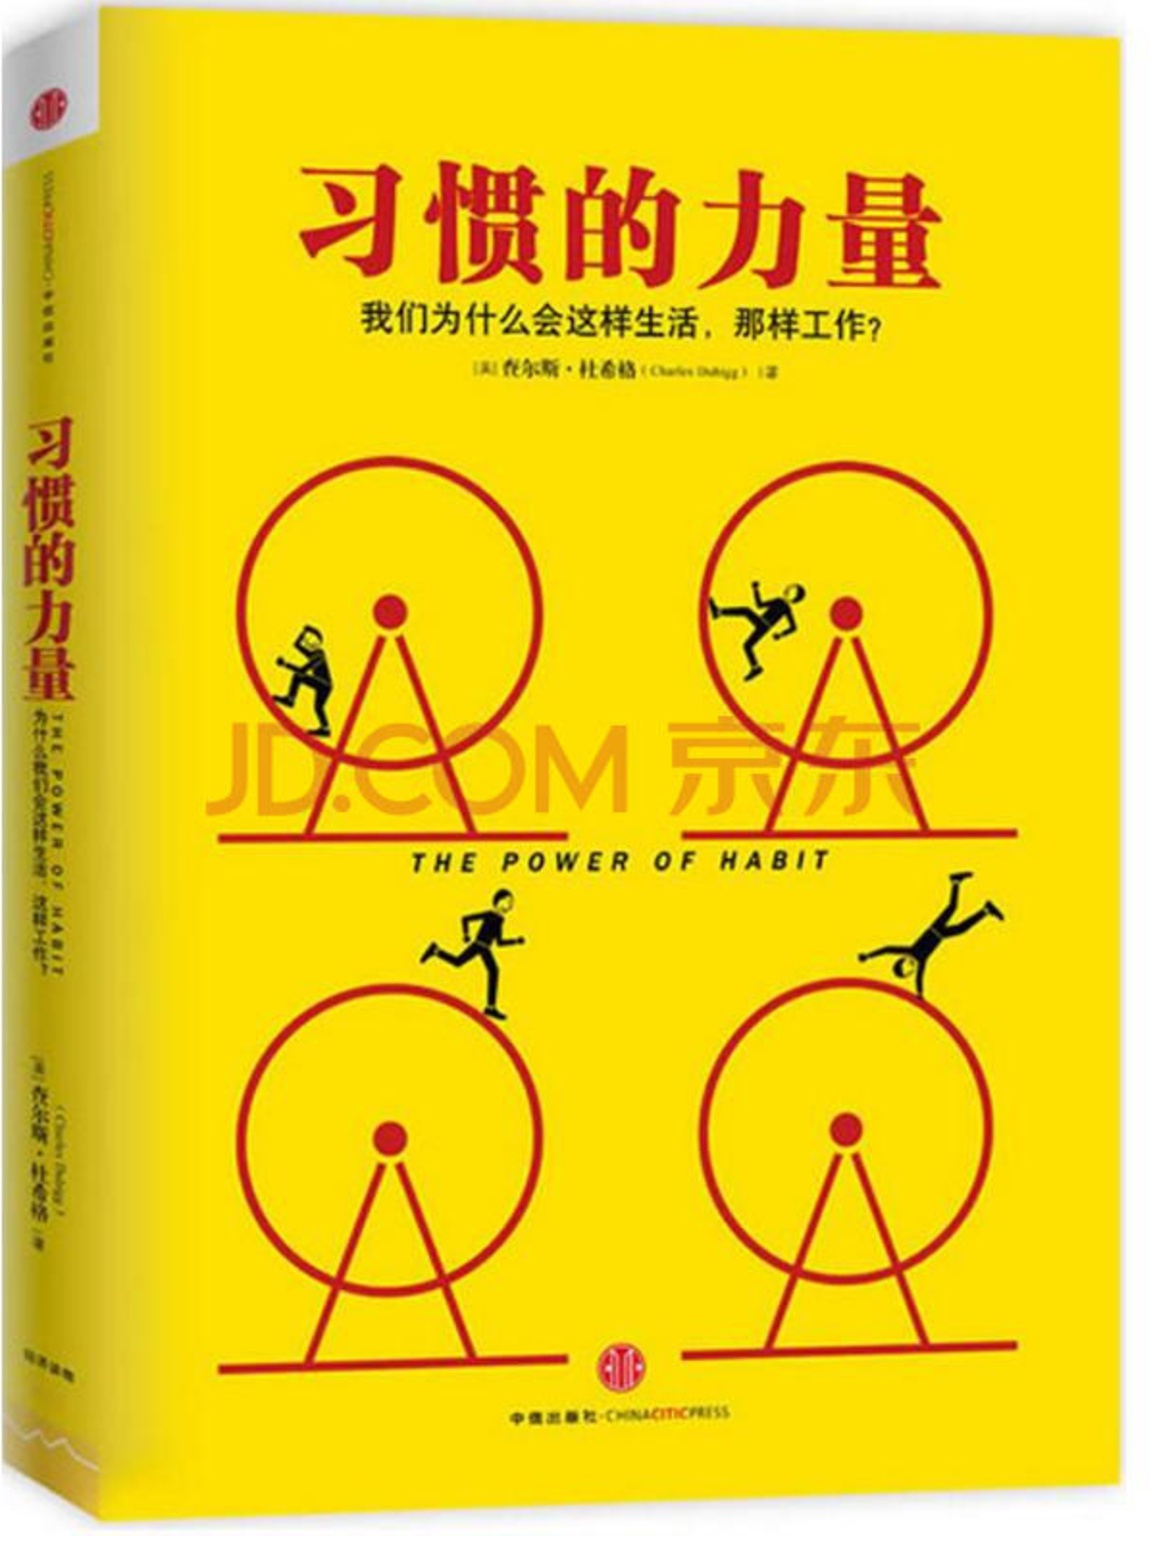 习惯的力量
我们为什么会这样生活，那样工作？
[美] 查尔斯·杜希格（Charles Duhigg）|著
JD.COM 京东
THE POWER OF HABIT
中信出版社·CHINACITICPRESS
习惯的力量
THE POWER OF HABIT
为什么我们会这样生活，这样工作？
[美] 查尔斯·杜希格 |著
（Charles Duhigg）